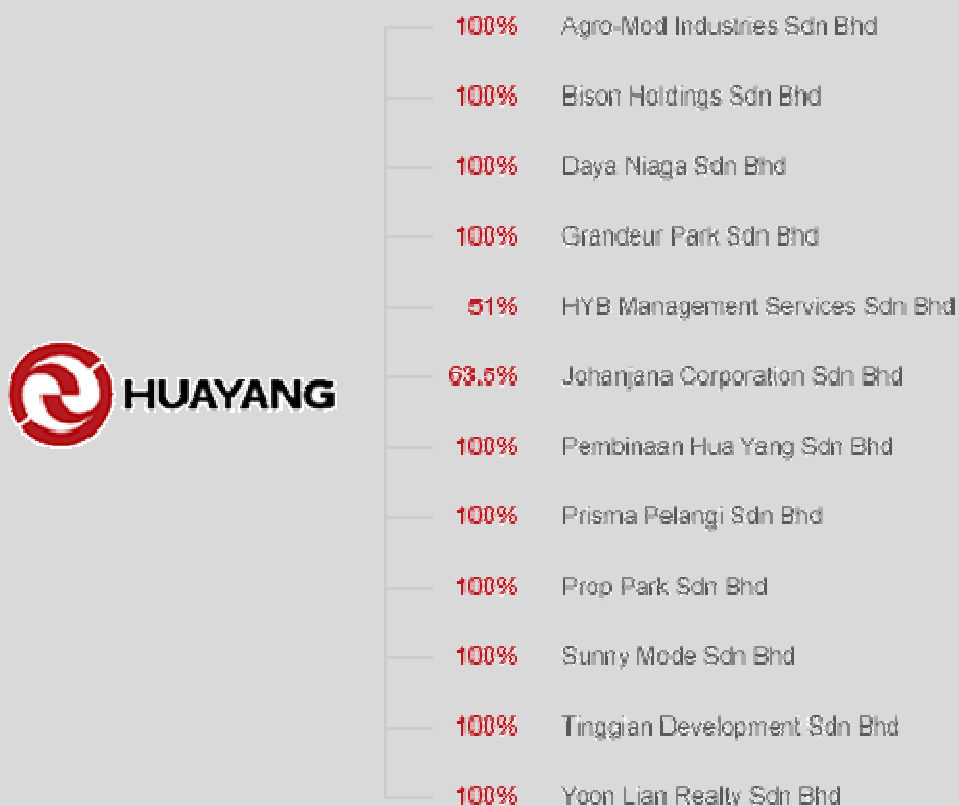 100% Agro-Mod Industries Sdn Bhd
100% Bison Holdings Sdn Bhd
100% Daya Niaga Sdn Bhd
100% Grandeur Park Sdn Bhd
51% HYB Management Services Sdn Bhd
HUAYANG
63.5% Johanjana Corporation Sdn Bhd
100% Pembinaan Hua Yang Sdn Bhd
100% Prisma Pelangi Sdn Bhd
100% Prop Park Sdn Bhd
100% Sunny Mode Sdn Bhd
100% Tinggian Development Sdn Bhd
100% Yoon Lian Realty Sdn Bhd